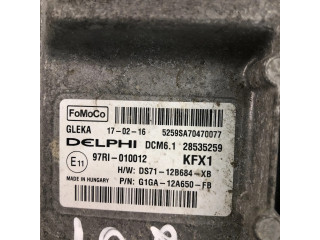 FoMoCo
GLEKA 17-02-16 5259SA70470077
DELPHI DCM6.1 28535259
E11 97RI-010012 KFX1
H/W: DS71-12B684-XB
MADE IN HUNGARY P/N: G1GA-12A650-FB